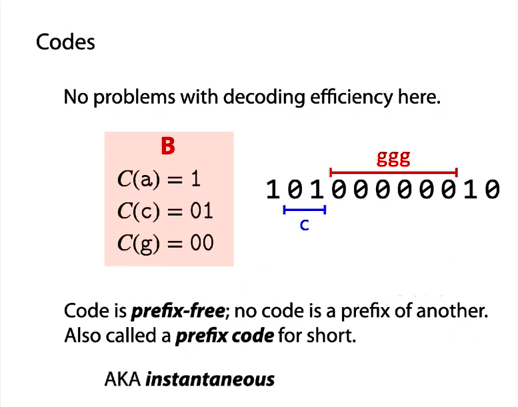 Codes
No problems with decoding efficiency here.
B
C(a) = 1
C(c) = 01
C(g) = 00
ggg
10100000010
c
Code is prefix-free; no code is a prefix of another.
Also called a prefix code for short.
AKA instantaneous